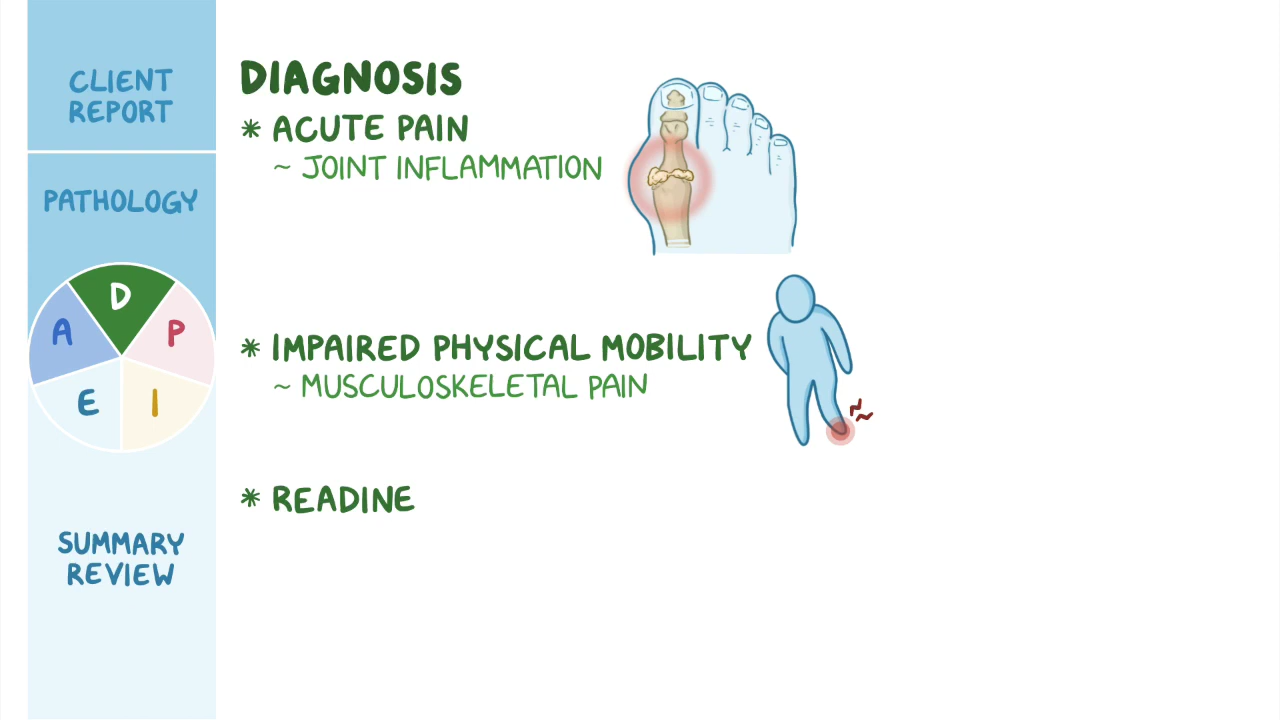 CLIENT
REPORT
PATHOLOGY
A
D
P
E
I
SUMMARY
REVIEW
DIAGNOSIS
* ACUTE PAIN
~ JOINT INFLAMMATION
* IMPAIRED PHYSICAL MOBILITY
~ MUSCULOSKELETAL PAIN
* READINE